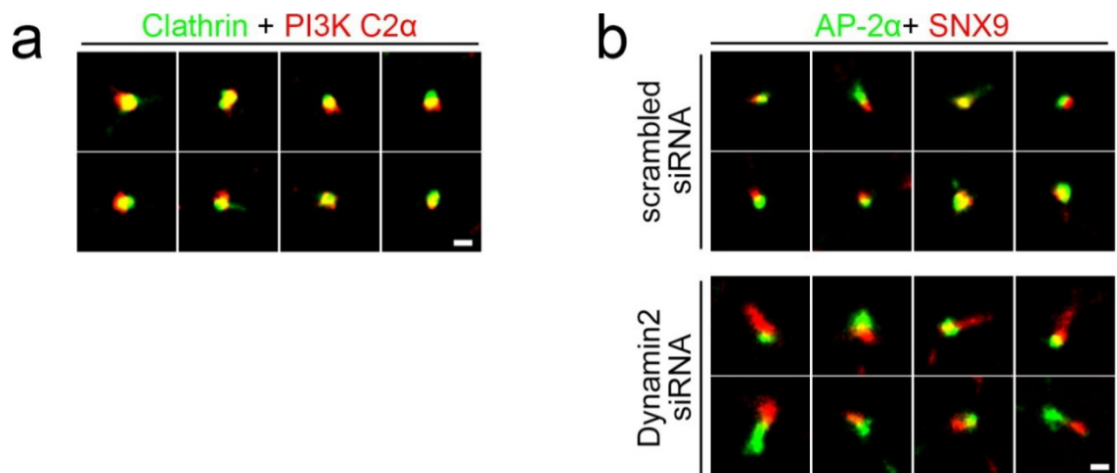 a
Clathrin + PI3K C2α
b
AP-2α+ SNX9
scrambled
siRNA
Dynamin2
siRNA